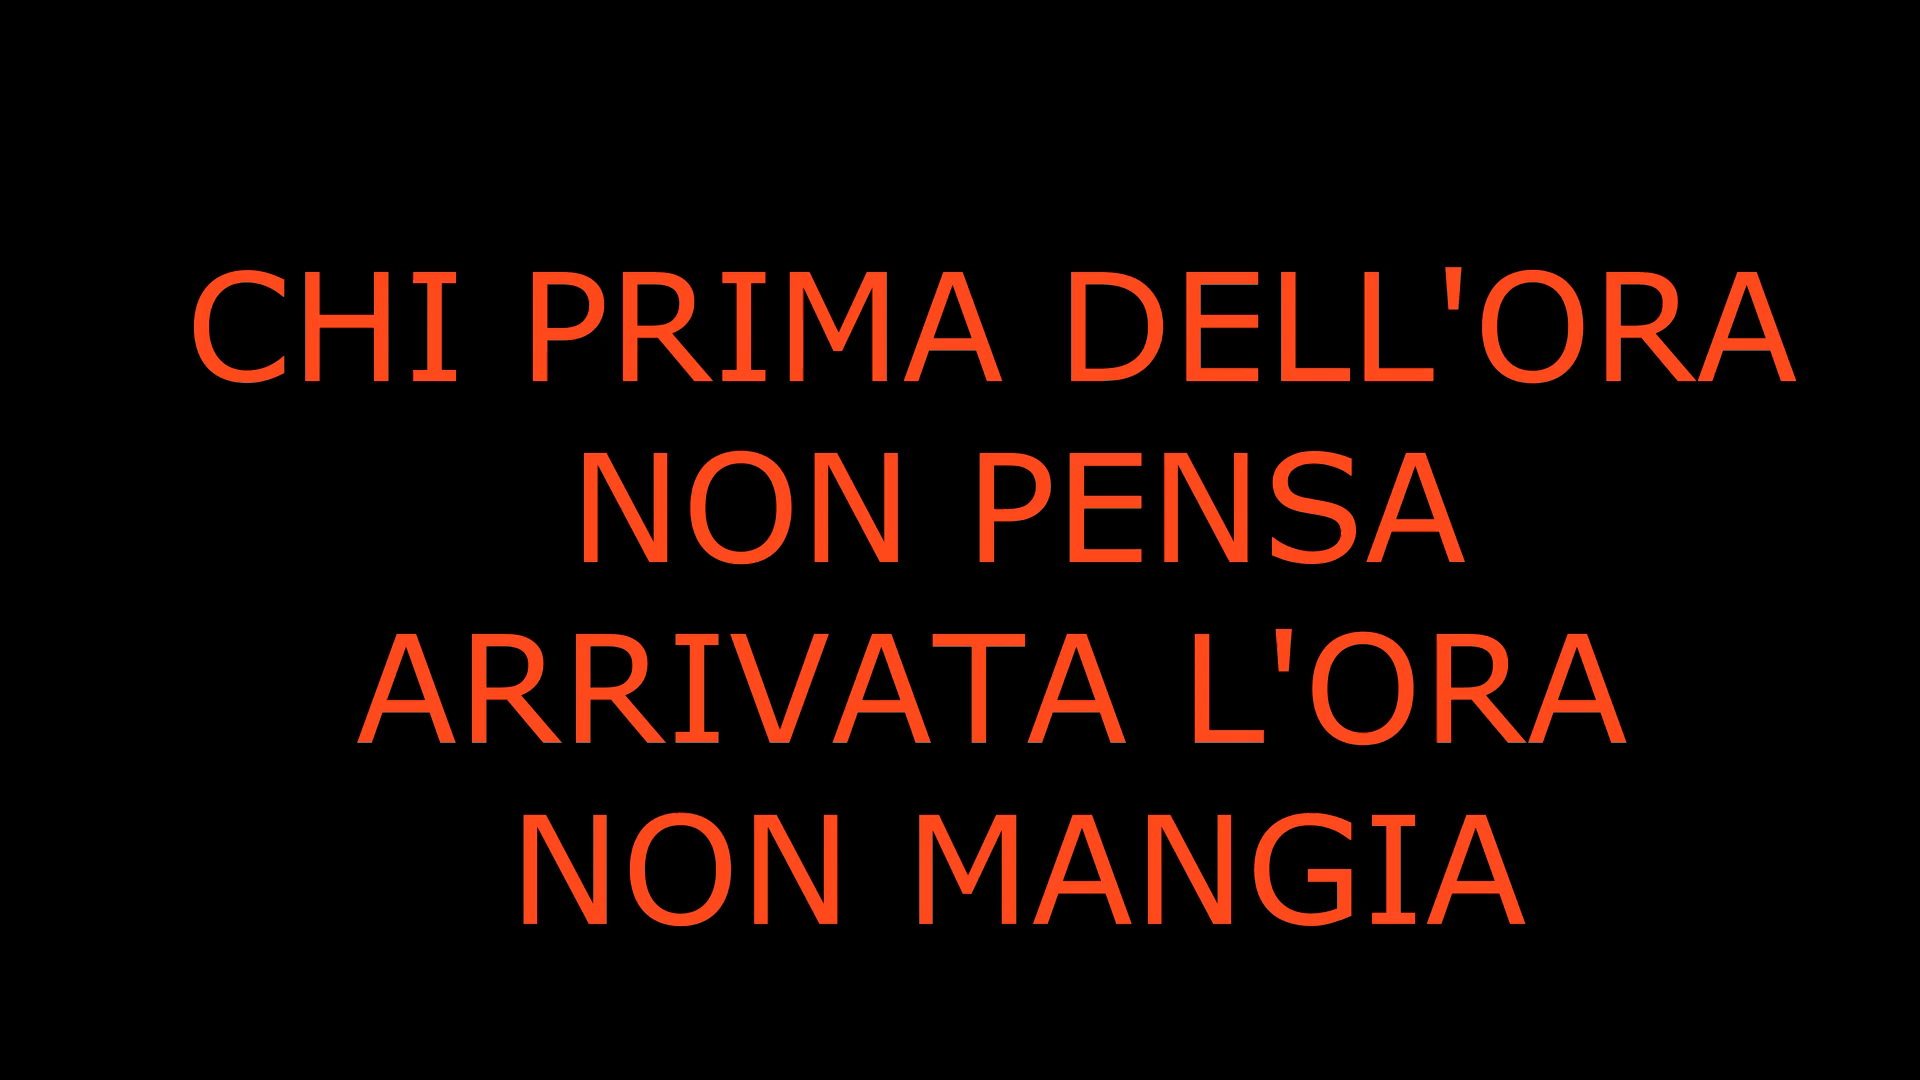 CHI PRIMA DELL'ORA
NON PENSA
ARRIVATA L'ORA
NON MANGIA